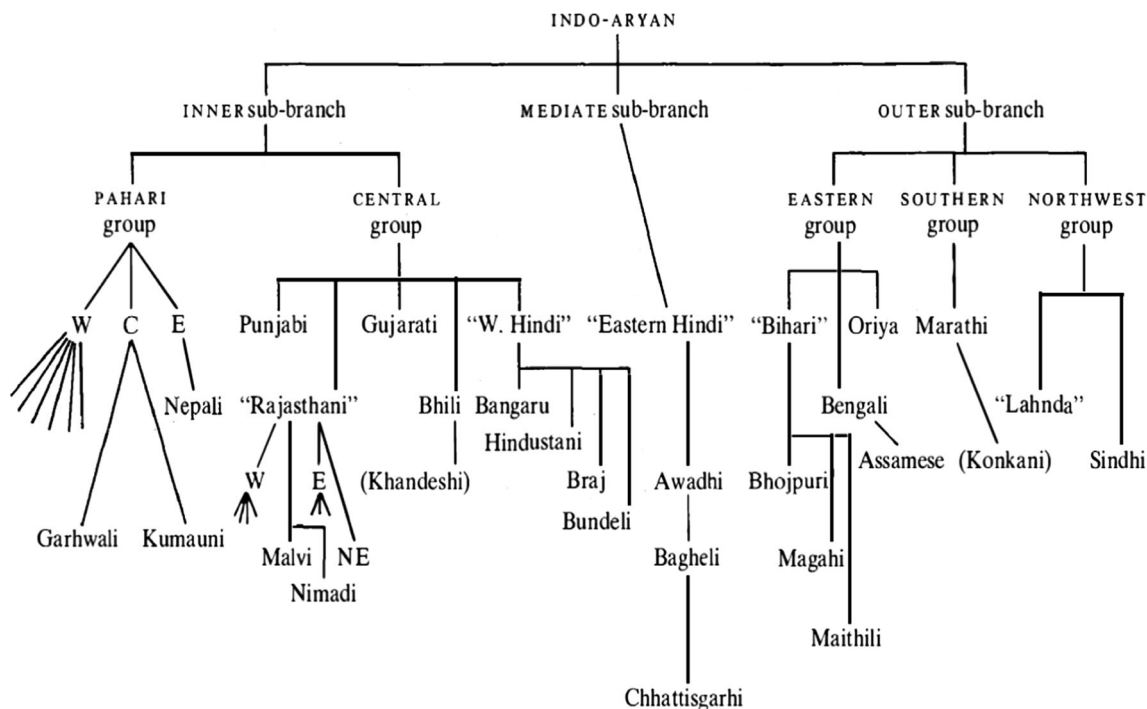 INDO-ARYAN
INNER sub-branch
MEDIATE sub-branch
OUTER sub-branch
PAHARI
group
CENTRAL
group
EASTERN
group
SOUTHERN
group
NORTHWEST
group
W
C
E
Punjabi
Gujarati
“W. Hindi”
“Eastern Hindi”
“Bihari”
Oriya
Marathi
Nepali
“Rajasthani”
Bhili
Bangaru
Bengali
“Lahnda”
Hindustani
Assamese
(Konkani)
Sindhi
W
E
(Khandeshi)
Braj
Awadhi
Bhojpuri
Bundeli
Garhwali
Kumauni
Malvi
NE
Bagheli
Magahi
Nimadi
Maithili
Chhattisgarhi